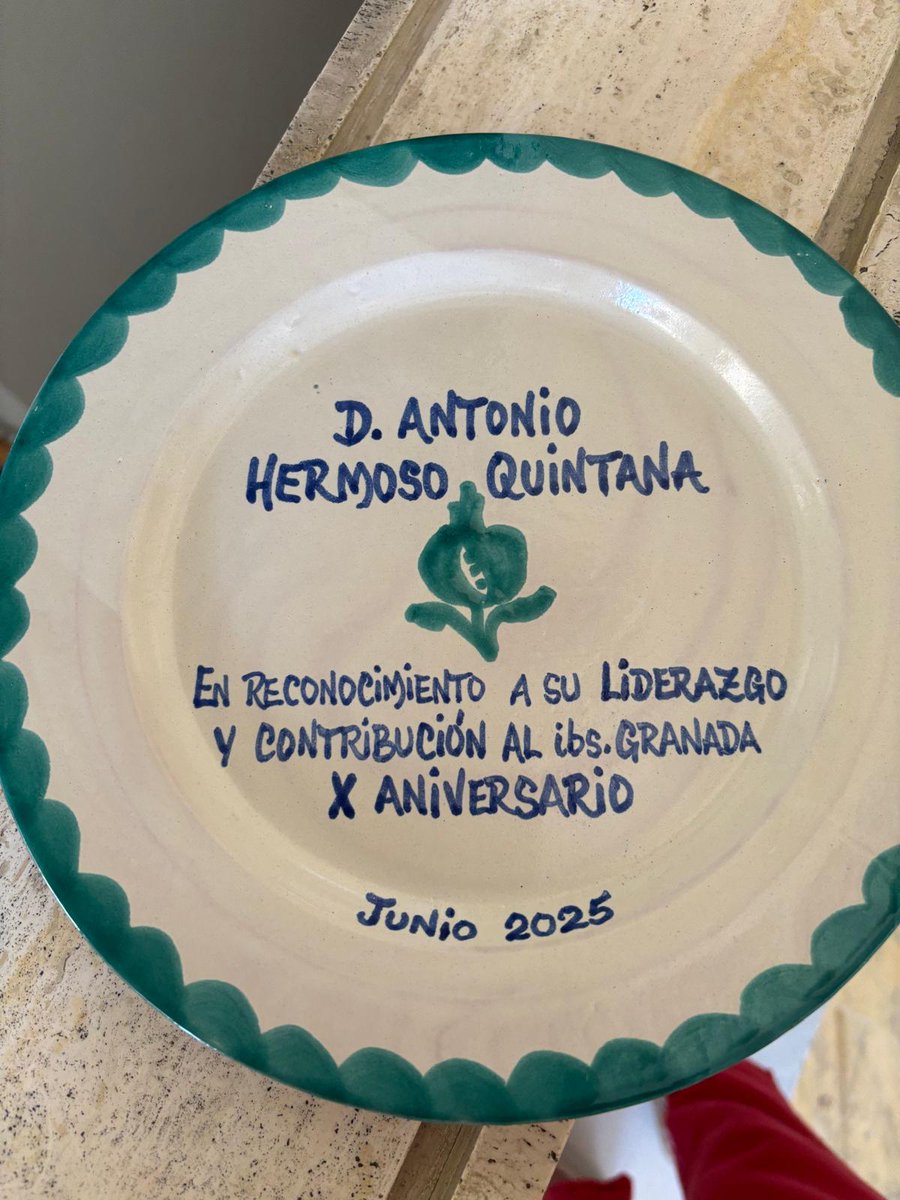 D. ANTONIO
HERMOSO QUINTANA
EN RECONOCIMIENTO A SU LIDERAZGO
Y CONTRIBUCIÓN AL ibs.GRANADA
X ANIVERSARIO
JUNIO 2025